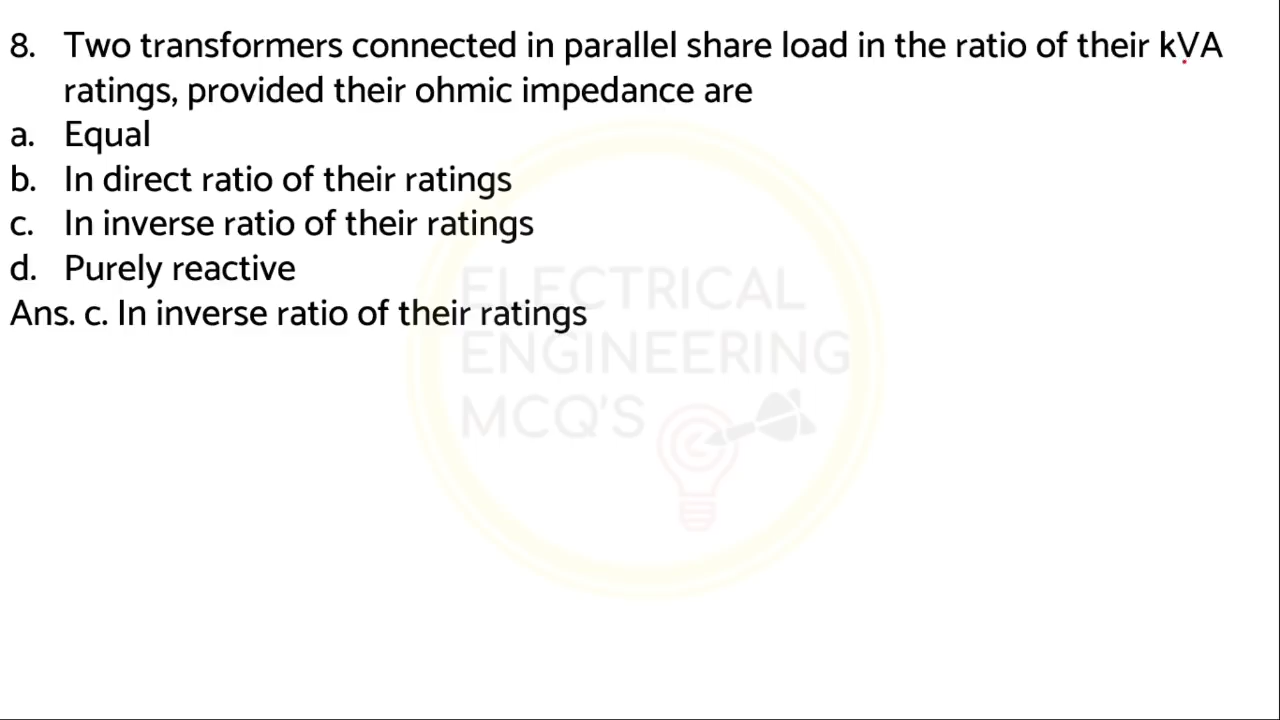 8. Two transformers connected in parallel share load in the ratio of their kVA
ratings, provided their ohmic impedance are
a. Equal
b. In direct ratio of their ratings
c. In inverse ratio of their ratings
d. Purely reactive
Ans. c. In inverse ratio of their ratings
ELECTRICAL
ENGINEERING
MCQ'S